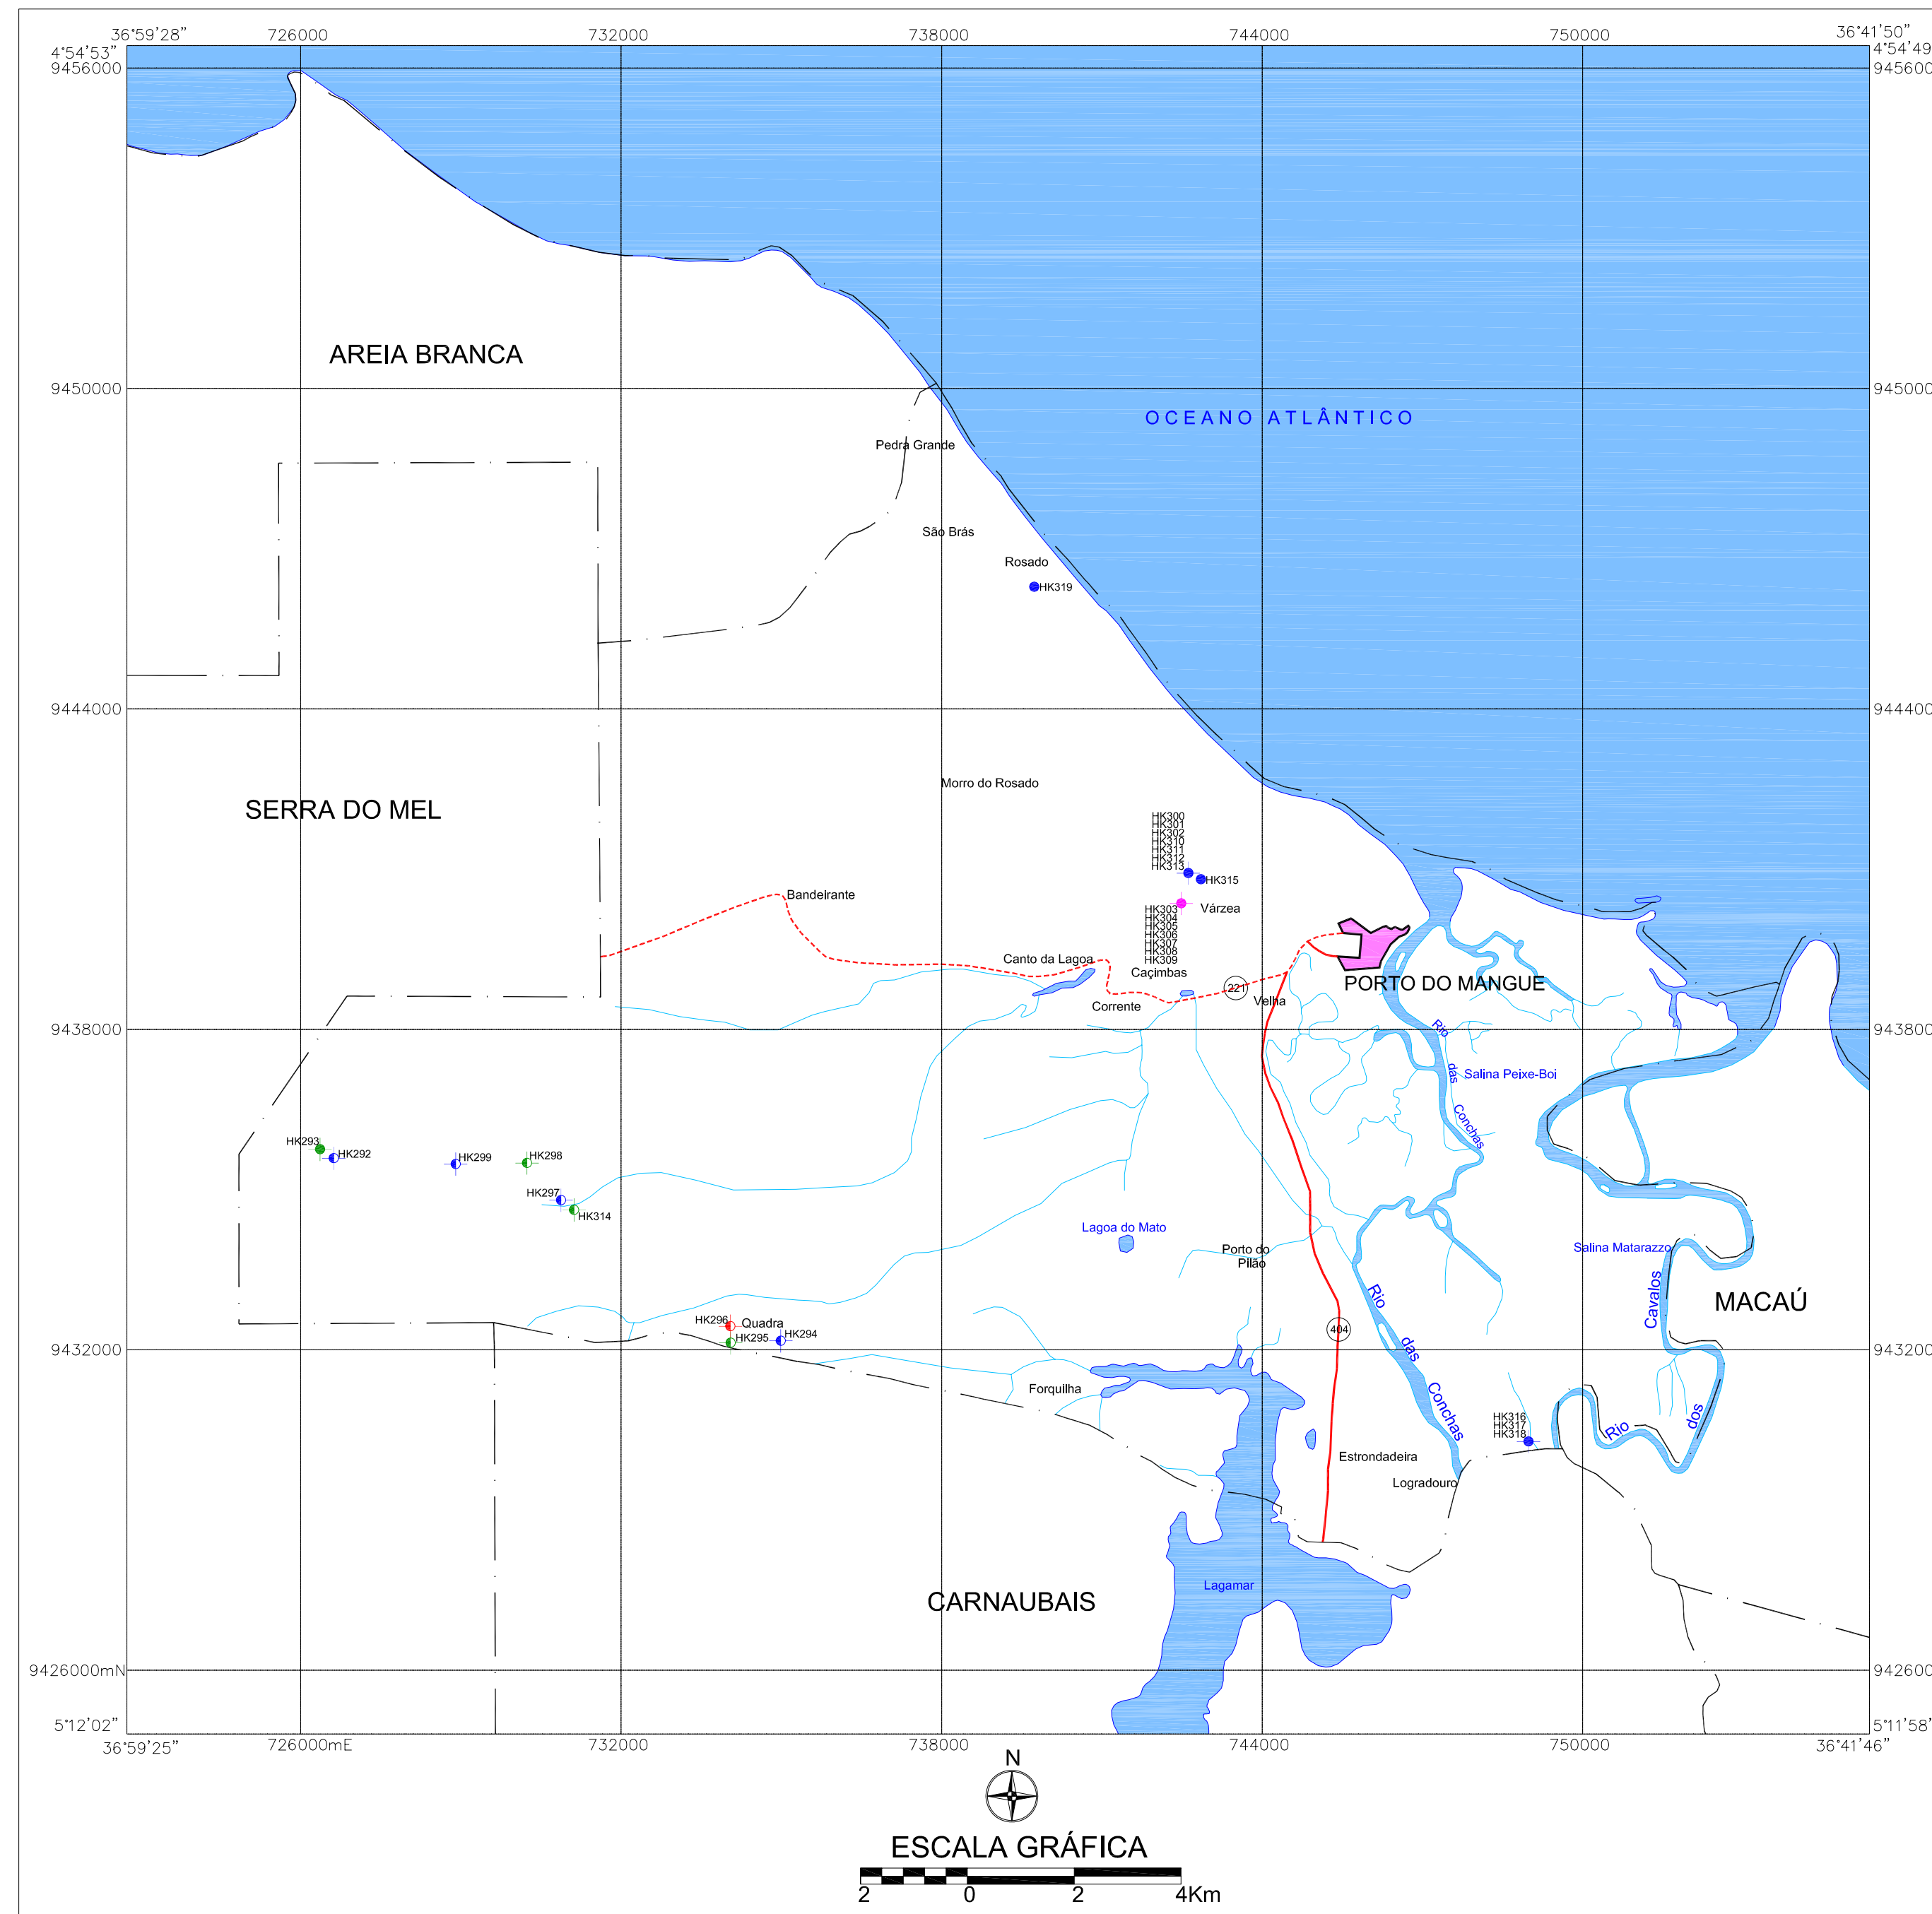 36°59'28" 726000 732000 738000 744000 750000 36°41'50"
4°54'53" 4°54'49
9456000 945600
AREIA BRANCA
9450000 945000
OCEANO ATLÂNTICO
Pedra Grande
São Brás
Rosado
HK319
9444000 944400
Morro do Rosado
SERRA DO MEL
HK300
HK301
HK302
HK310
HK311
HK312
HK313
HK315
Bandeirante
Várzea
HK303
HK304
HK305
HK306
HK307
HK308
HK309
Canto da Lagoa
Caçimbas
221
PORTO DO MANGUE
Velha
Corrente
9438000 943800
Rio
das
Conchas
Salina Peixe-Boi
HK293
HK292
HK299
HK298
HK297
HK314
Lagoa do Mato
Porto do
Pilão
Salina Matarazzo
Cavalos
MACAÚ
Rio
das
Conchas
HK296
Quadra
HK295
HK294
404
9432000 943200
Forquilha
HK316
HK317
HK318
Rio
dos
Estrondadeira
Logradouro
Lagamar
CARNAUBAIS
9426000mN 942600
5°12'02" 5°11'58"
36°59'25" 726000mE 732000 738000 744000 750000 36°41'46"
N
ESCALA GRÁFICA
2 0 2 4Km